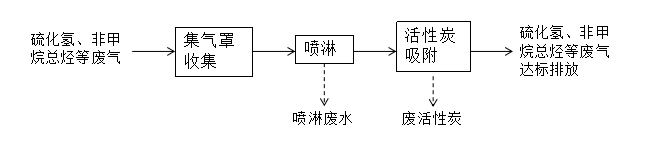 硫化氢、非甲
烷总烃等废气
集气罩
收集
喷淋
活性炭
吸附
硫化氢、非甲
烷总烃等废气
达标排放
喷淋废水
废活性炭